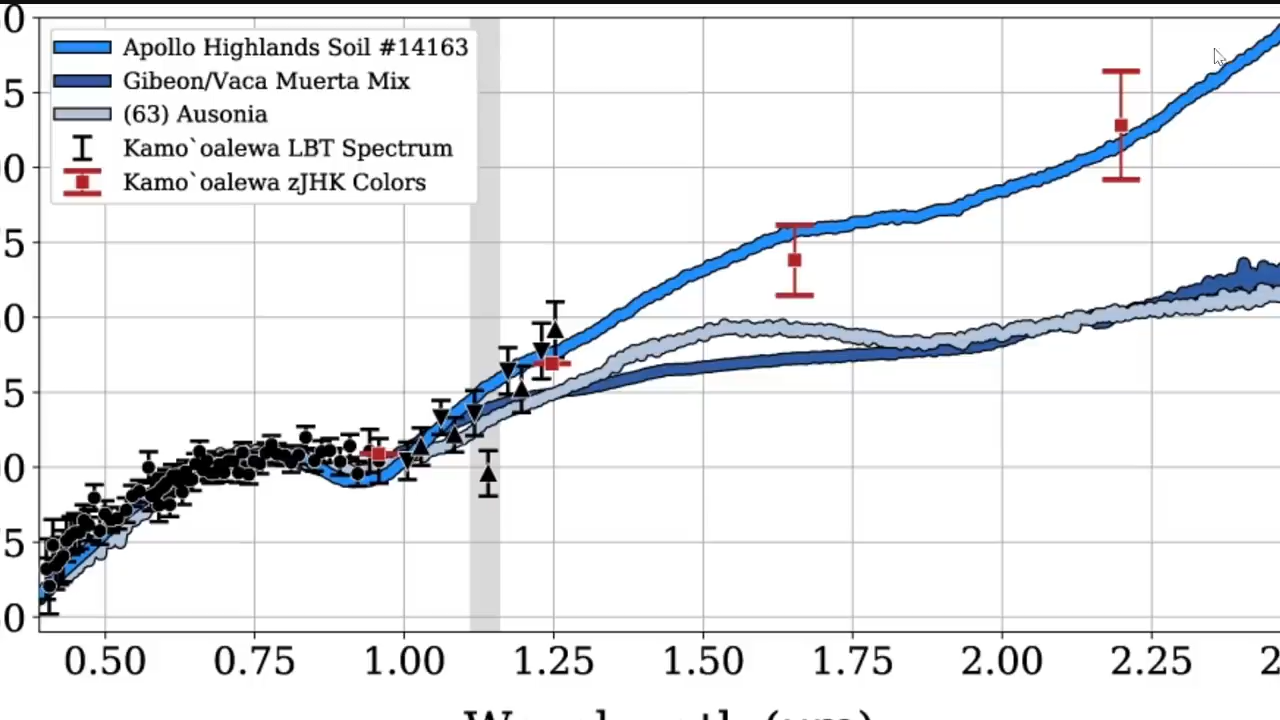 Apollo Highlands Soil #14163
Gibeon/Vaca Muerta Mix
(63) Ausonia
Kamo`oalewa LBT Spectrum
Kamo`oalewa zJHK Colors
0
5
0
5
0
5
0
5
0
0.50 0.75 1.00 1.25 1.50 1.75 2.00 2.25 2